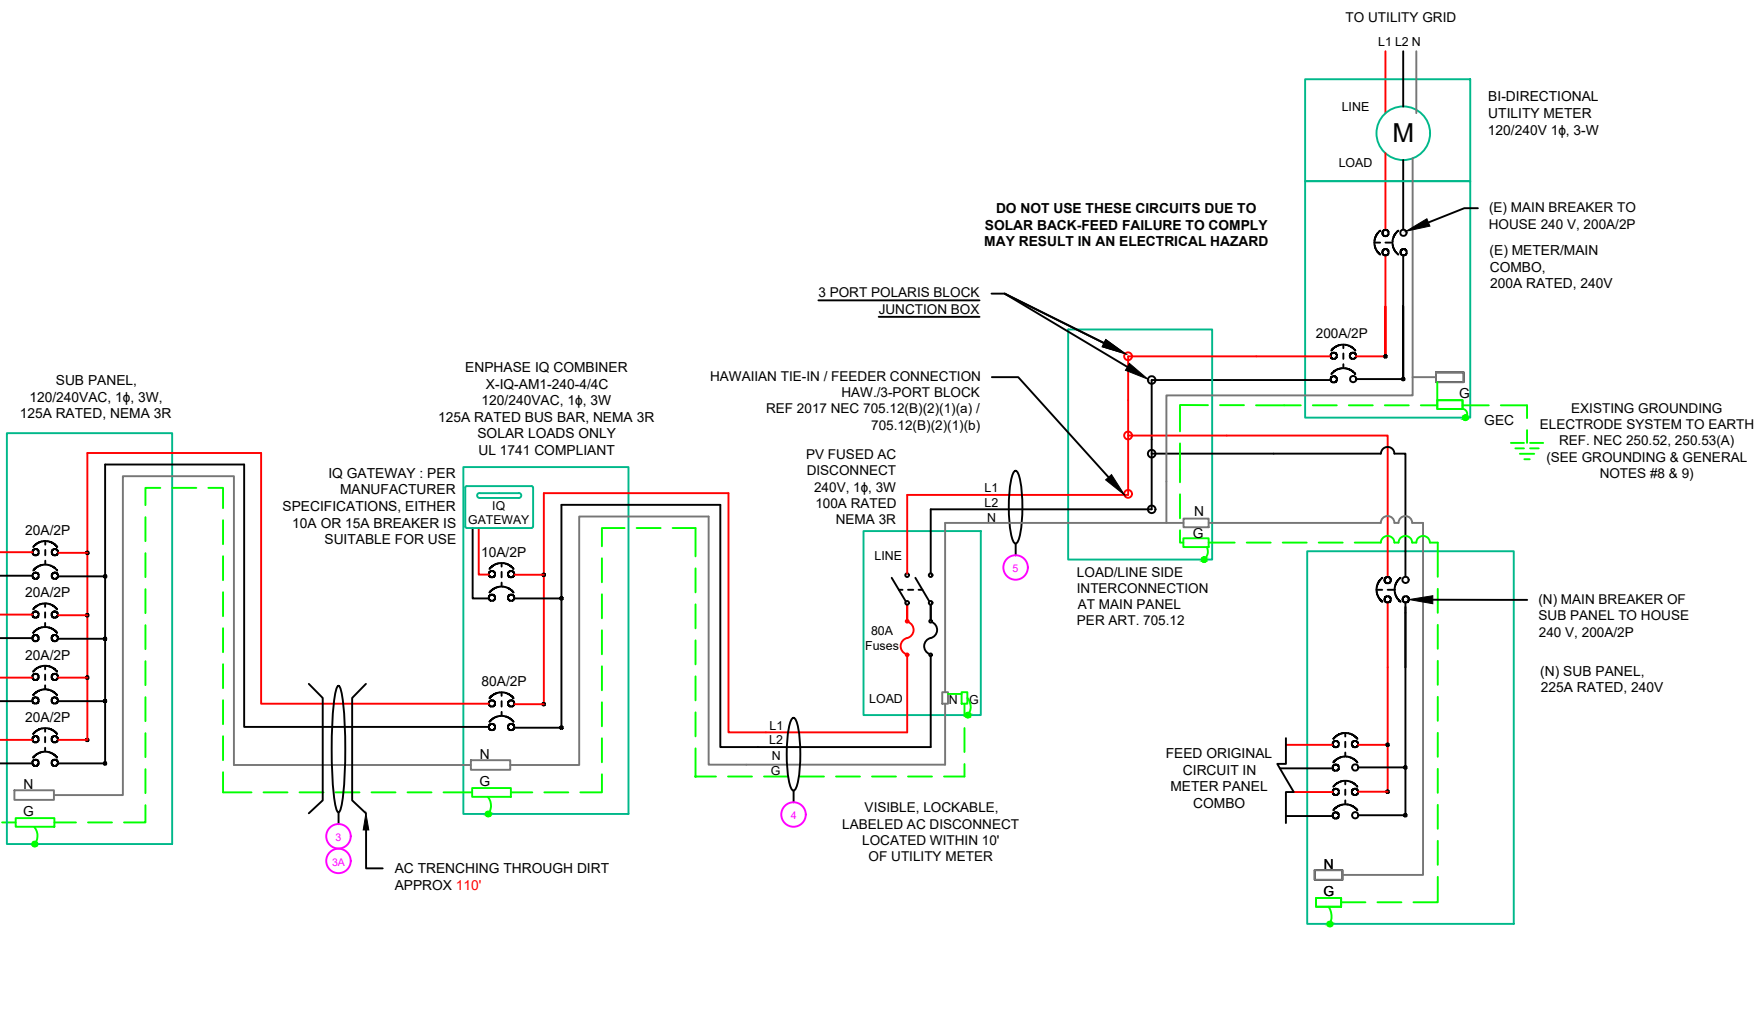 TO UTILITY GRID
L1 L2 N
LINE
M
LOAD
BI-DIRECTIONAL
UTILITY METER
120/240V 1ϕ, 3-W
(E) MAIN BREAKER TO
HOUSE 240 V, 200A/2P
(E) METER/MAIN
COMBO,
200A RATED, 240V
DO NOT USE THESE CIRCUITS DUE TO
SOLAR BACK-FEED FAILURE TO COMPLY
MAY RESULT IN AN ELECTRICAL HAZARD
3 PORT POLARIS BLOCK
JUNCTION BOX
200A/2P
G
GEC
EXISTING GROUNDING
ELECTRODE SYSTEM TO EARTH
REF. NEC 250.52, 250.53(A)
(SEE GROUNDING & GENERAL
NOTES #8 & 9)
HAWAIIAN TIE-IN / FEEDER CONNECTION
HAW./3-PORT BLOCK
REF 2017 NEC 705.12(B)(2)(1)(a) /
705.12(B)(2)(1)(b)
SUB PANEL,
120/240VAC, 1ϕ, 3W,
125A RATED, NEMA 3R
20A/2P
20A/2P
20A/2P
20A/2P
N
G
ENPHASE IQ COMBINER
X-IQ-AM1-240-4/4C
120/240VAC, 1ϕ, 3W
125A RATED BUS BAR, NEMA 3R
SOLAR LOADS ONLY
UL 1741 COMPLIANT
IQ GATEWAY : PER
MANUFACTURER
SPECIFICATIONS, EITHER
10A OR 15A BREAKER IS
SUITABLE FOR USE
IQ
GATEWAY
10A/2P
80A/2P
N
G
3
3A
AC TRENCHING THROUGH DIRT
APPROX 110'
PV FUSED AC
DISCONNECT
240V, 1ϕ, 3W
100A RATED
NEMA 3R
LINE
80A
Fuses
LOAD
N G
L1
L2
N
G
4
VISIBLE, LOCKABLE,
LABELED AC DISCONNECT
LOCATED WITHIN 10'
OF UTILITY METER
L1
L2
N
5
N
G
LOAD/LINE SIDE
INTERCONNECTION
AT MAIN PANEL
PER ART. 705.12
(N) MAIN BREAKER OF
SUB PANEL TO HOUSE
240 V, 200A/2P
(N) SUB PANEL,
225A RATED, 240V
FEED ORIGINAL
CIRCUIT IN
METER PANEL
COMBO
N
G